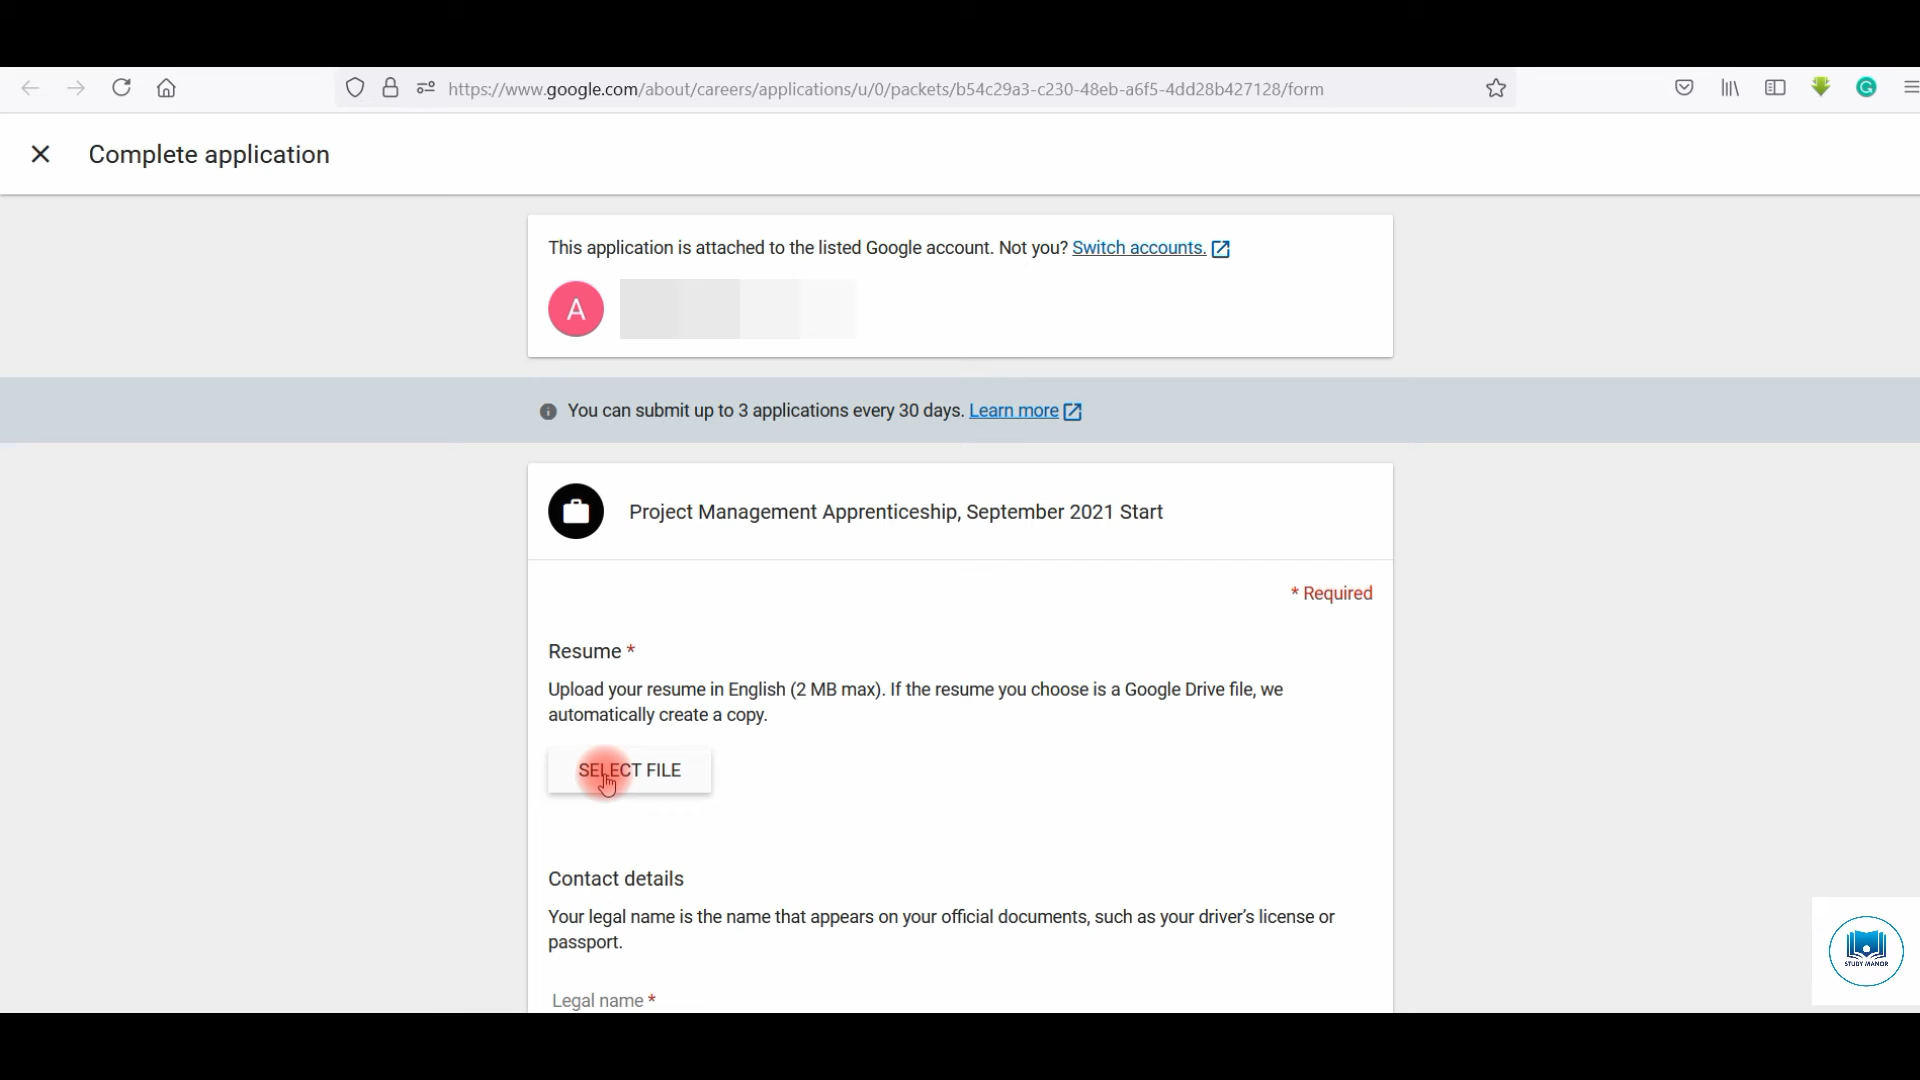 https://www.google.com/about/careers/applications/u/0/packets/b54c29a3-c230-48eb-a6f5-4dd28b427128/form
G
Complete application
This application is attached to the listed Google account. Not you? Switch accounts.
A
You can submit up to 3 applications every 30 days. Learn more
Project Management Apprenticeship, September 2021 Start
* Required
Resume *
Upload your resume in English (2 MB max). If the resume you choose is a Google Drive file, we
automatically create a copy.
SELECT FILE
Contact details
Your legal name is the name that appears on your official documents, such as your driver's license or
passport.
STUDY MANOR
Legal name *